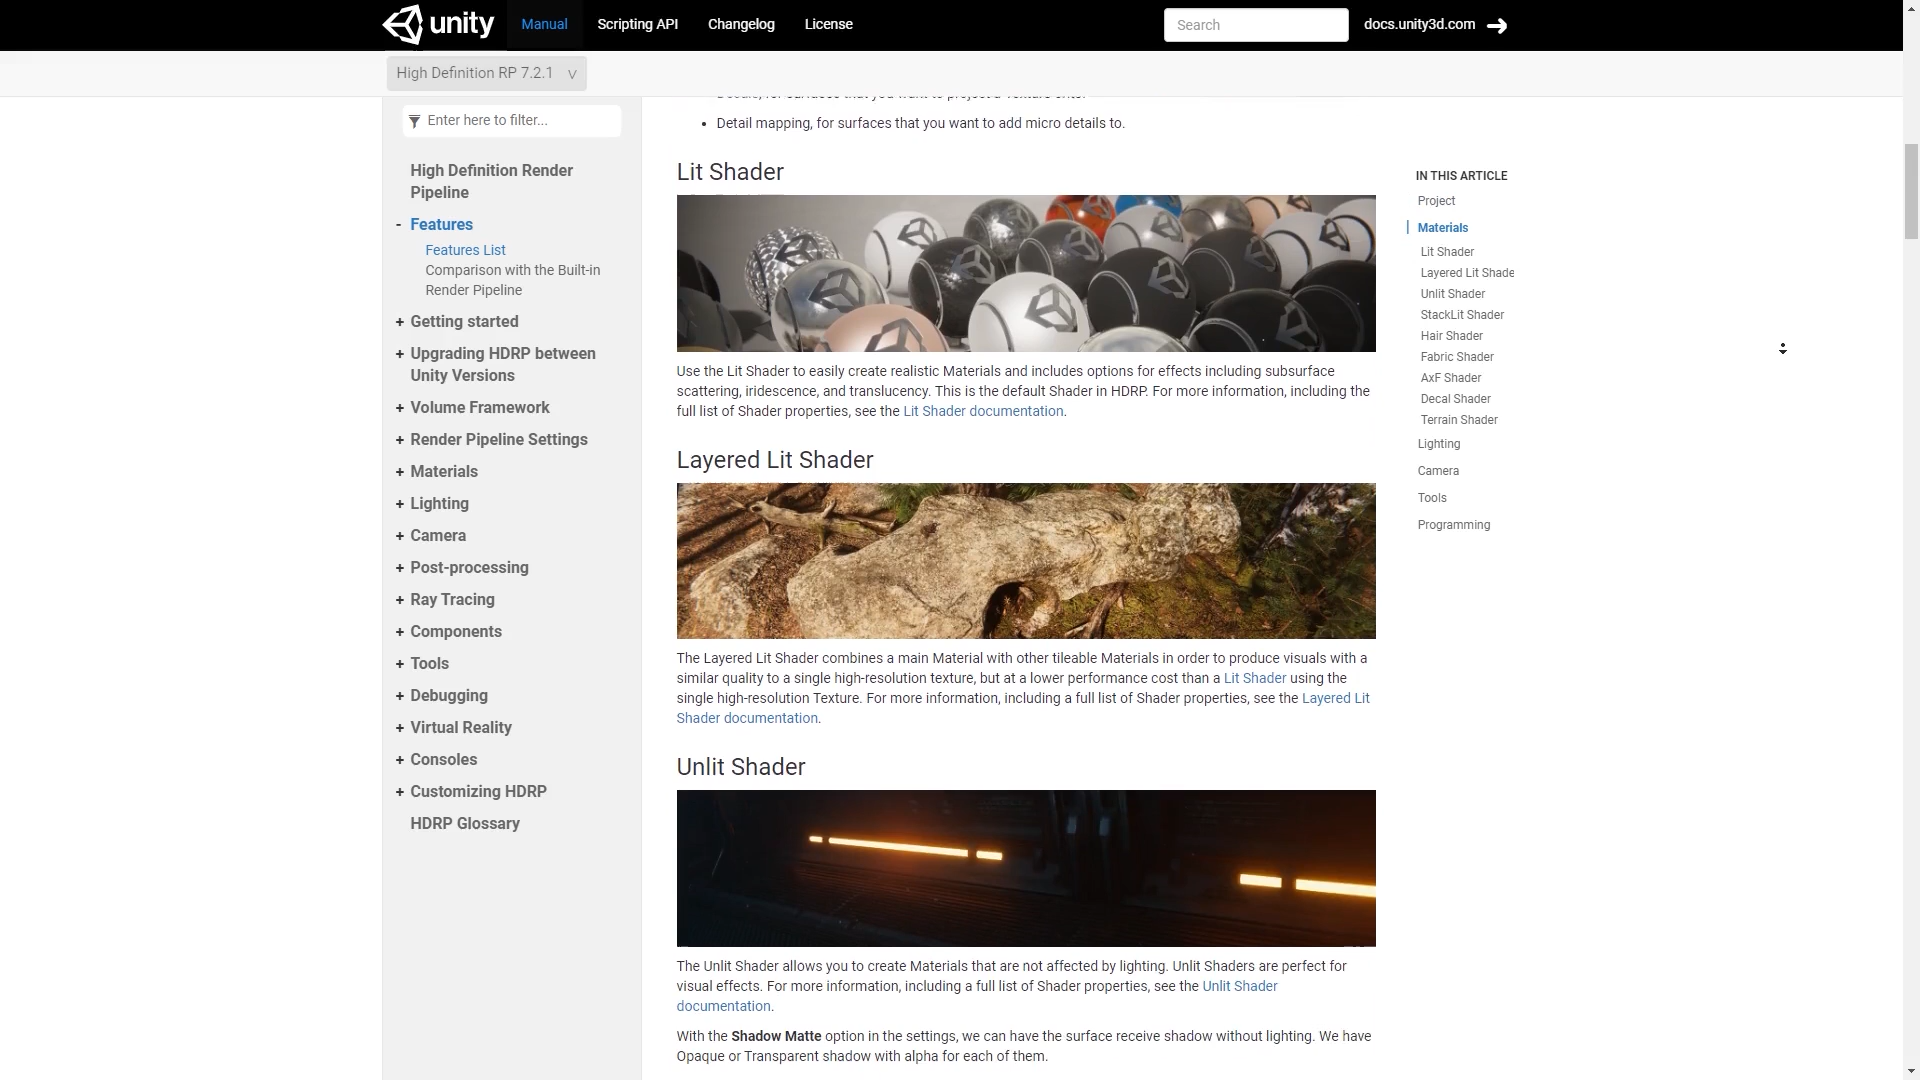 unity
Manual
Scripting API
Changelog
License
Search
docs.unity3d.com
High Definition RP 7.2.1
Enter here to filter...
High Definition Render
Pipeline
- Features
Features List
Comparison with the Built-in
Render Pipeline
+ Getting started
+ Upgrading HDRP between
Unity Versions
+ Volume Framework
+ Render Pipeline Settings
+ Materials
+ Lighting
+ Camera
+ Post-processing
+ Ray Tracing
+ Components
+ Tools
+ Debugging
+ Virtual Reality
+ Consoles
+ Customizing HDRP
HDRP Glossary
• Detail mapping, for surfaces that you want to add micro details to.
Lit Shader
Use the Lit Shader to easily create realistic Materials and includes options for effects including subsurface
scattering, iridescence, and translucency. This is the default Shader in HDRP. For more information, including the
full list of Shader properties, see the Lit Shader documentation.
Layered Lit Shader
The Layered Lit Shader combines a main Material with other tileable Materials in order to produce visuals with a
similar quality to a single high-resolution texture, but at a lower performance cost than a Lit Shader using the
single high-resolution Texture. For more information, including a full list of Shader properties, see the Layered Lit
Shader documentation.
Unlit Shader
The Unlit Shader allows you to create Materials that are not affected by lighting. Unlit Shaders are perfect for
visual effects. For more information, including a full list of Shader properties, see the Unlit Shader
documentation.
With the Shadow Matte option in the settings, we can have the surface receive shadow without lighting. We have
Opaque or Transparent shadow with alpha for each of them.
IN THIS ARTICLE
Project
Materials
Lit Shader
Layered Lit Shade
Unlit Shader
StackLit Shader
Hair Shader
Fabric Shader
AxF Shader
Decal Shader
Terrain Shader
Lighting
Camera
Tools
Programming